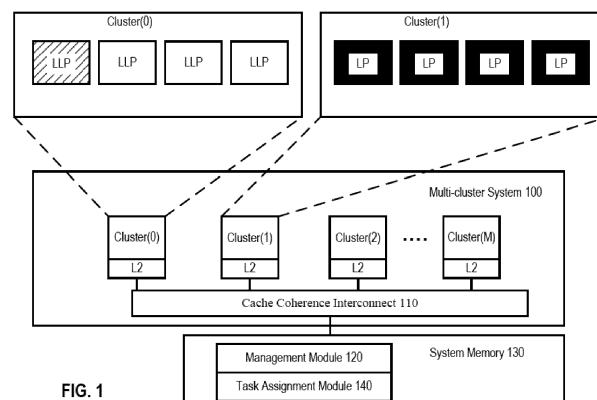 Cluster(0)
Cluster(1)
LLP LLP LLP LLP
LP LP LP LP
Multi-cluster System 100
Cluster(0) Cluster(1) Cluster(2) .... Cluster(M)
L2 L2 L2 L2
Cache Coherence Interconnect 110
Management Module 120
System Memory 130
Task Assignment Module 140
FIG. 1